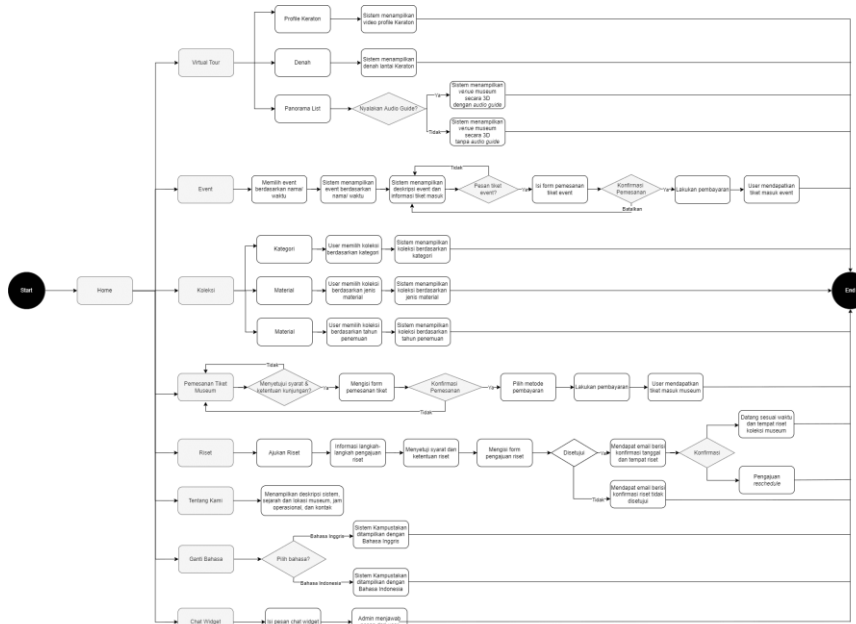 Profile Keraton
Sistem menampilkan
video profile Keraton
Virtual Tour
Denah
Sistem menampilkan
denah lantai Keraton
Panorama List
Nyalakan Audio Guide?
Ya
Sistem menampilkan
venue museum
secara 3D
dengan audio guide
Tidak
Sistem menampilkan
venue museum
secara 3D
tanpa audio guide
Event
Memilih event
berdasarkan nama/
waktu
Sistem menampilkan
event berdasarkan
nama/ waktu
Sistem menampilkan
deskripsi event dan
informasi tiket masuk
Tidak
Pesan tiket
event?
Ya
Isi form pemesanan
tiket event
Konfirmasi
Pemesanan
Ya
Batalkan
Lakukan pembayaran
User mendapatkan
tiket masuk event
Start
Home
Koleksi
Kategori
User memilih koleksi
berdasarkan kategori
Sistem menampilkan
koleksi berdasarkan
kategori
Material
User memilih koleksi
berdasarkan jenis
material
Sistem menampilkan
koleksi berdasarkan
jenis material
Material
User memilih koleksi
berdasarkan tahun
penemuan
Sistem menampilkan
koleksi berdasarkan
tahun penemuan
End
Pemesanan Tiket
Museum
Tidak
Menyetujui syarat &
ketentuan kunjungan?
Ya
Mengisi form
pemesanan tiket
Konfirmasi
Pemesanan
Tidak
Ya
Pilih metode
pembayaran
Lakukan pembayaran
User mendapatkan
tiket masuk museum
Riset
Ajukan Riset
Informasi langkah-
langkah pengajuan
riset
Menyetujui syarat dan
ketentuan riset
Mengisi form
pengajuan riset
Disetujui
Ya
Mendapat email berisi
konfirmasi tanggal
dan tempat riset
Konfirmasi
Datang sesuai waktu
dan tempat riset
koleksi museum
Pengajuan
reschedule
Tidak
Mendapat email berisi
konfirmasi riset tidak
disetujui
Tentang Kami
Menampilkan deskripsi sistem,
sejarah dan lokasi museum, jam
operasional, dan kontak
Ganti Bahasa
Pilih bahasa?
Bahasa Inggris
Sistem Kampustakan
ditampilkan dengan
Bahasa Inggris
Bahasa Indonesia
Sistem Kampustakan
ditampilkan dengan
Bahasa Indonesia
Chat Widget
Isi pesan chat widget
Admin menjawab